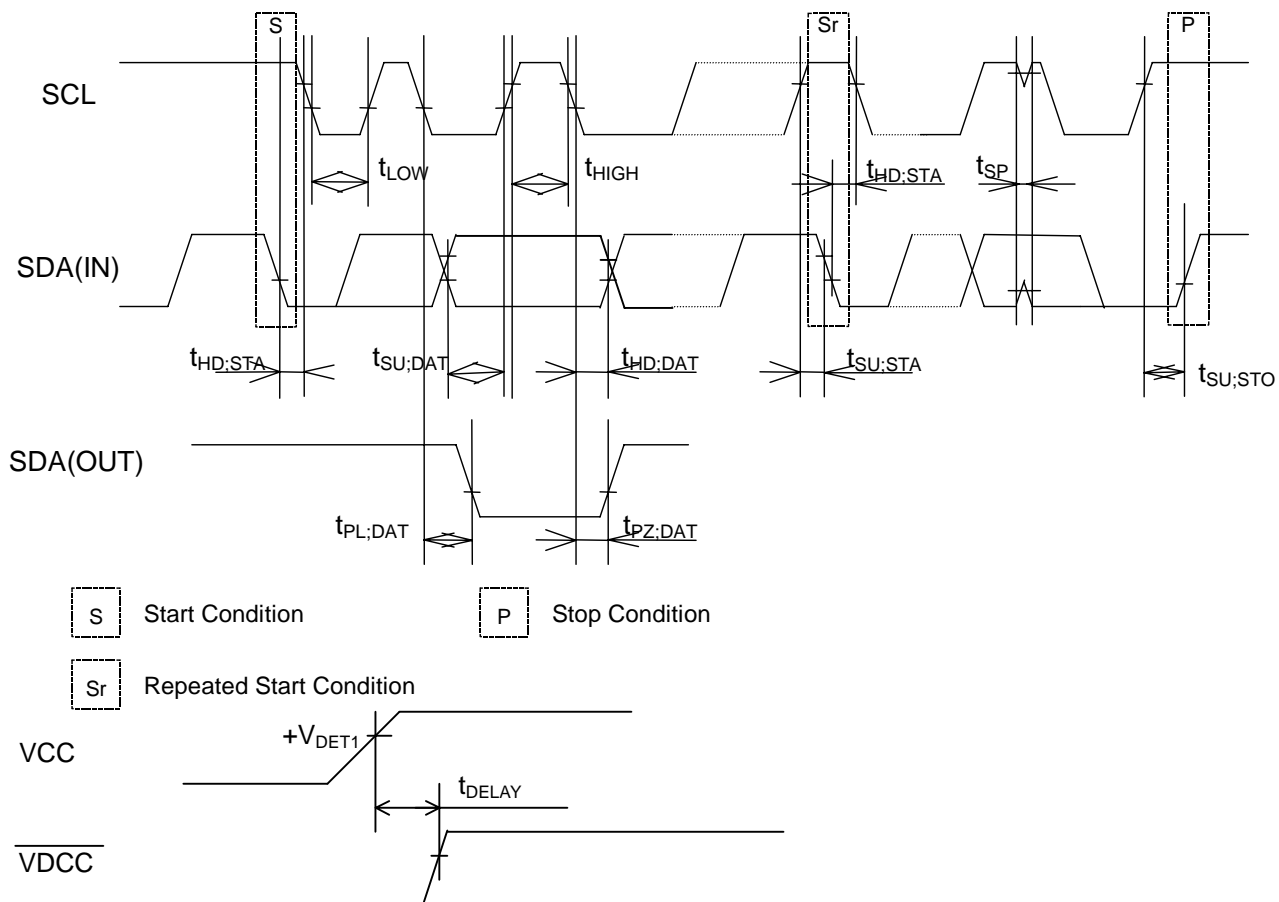 S Sr P
SCL
tLOW tHIGH tHD;STA tSP
SDA(IN)
tHD;STA tSU;DAT tHD;DAT tSU;STA tSU;STO
SDA(OUT)
tPL;DAT tPZ;DAT
S Start Condition P Stop Condition
Sr Repeated Start Condition
+VDET1
VCC
tDELAY
VDCC